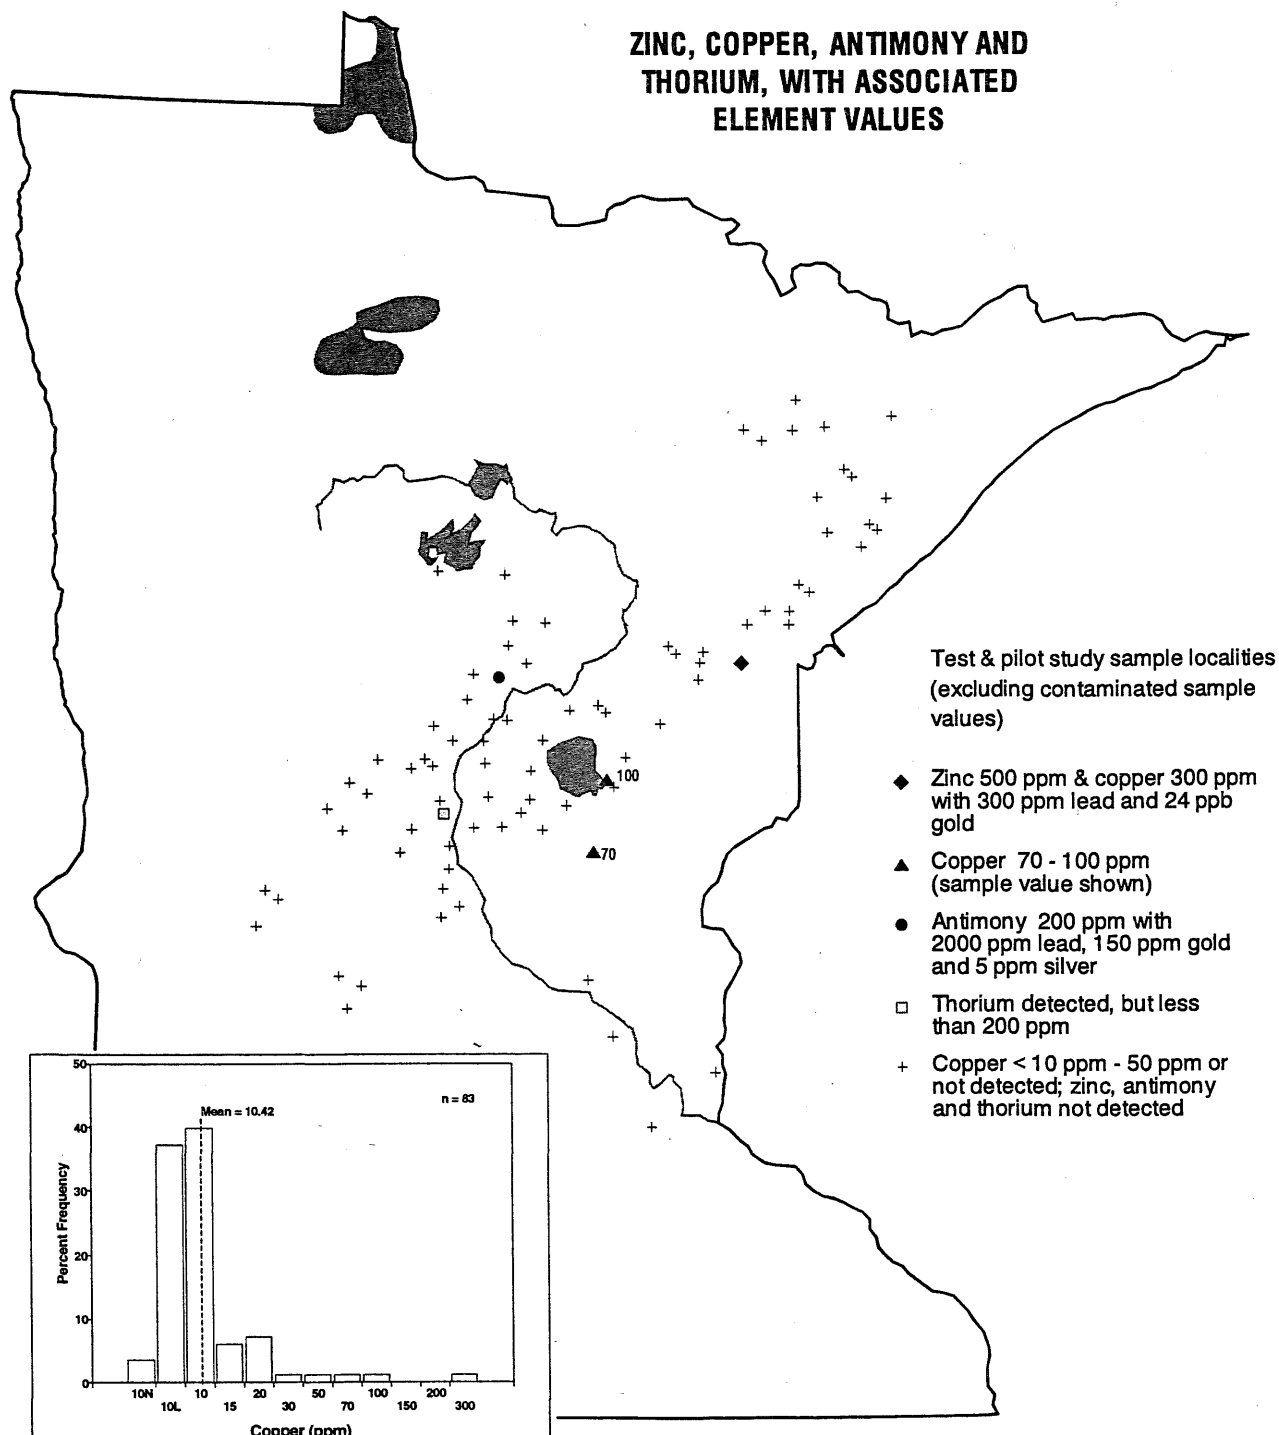 ZINC, COPPER, ANTIMONY AND
THORIUM, WITH ASSOCIATED
ELEMENT VALUES
100
70
Test & pilot study sample localities
(excluding contaminated sample
values)
Zinc 500 ppm & copper 300 ppm
with 300 ppm lead and 24 ppb
gold
Copper 70 - 100 ppm
(sample value shown)
Antimony 200 ppm with
2000 ppm lead, 150 ppm gold
and 5 ppm silver
Thorium detected, but less
than 200 ppm
Copper < 10 ppm - 50 ppm or
not detected; zinc, antimony
and thorium not detected
50
40
30
20
10
0
Percent Frequency
Mean = 10.42
n = 83
10N
10L
10
15
20
30
50
70
100
150
200
300
Copper (ppm)